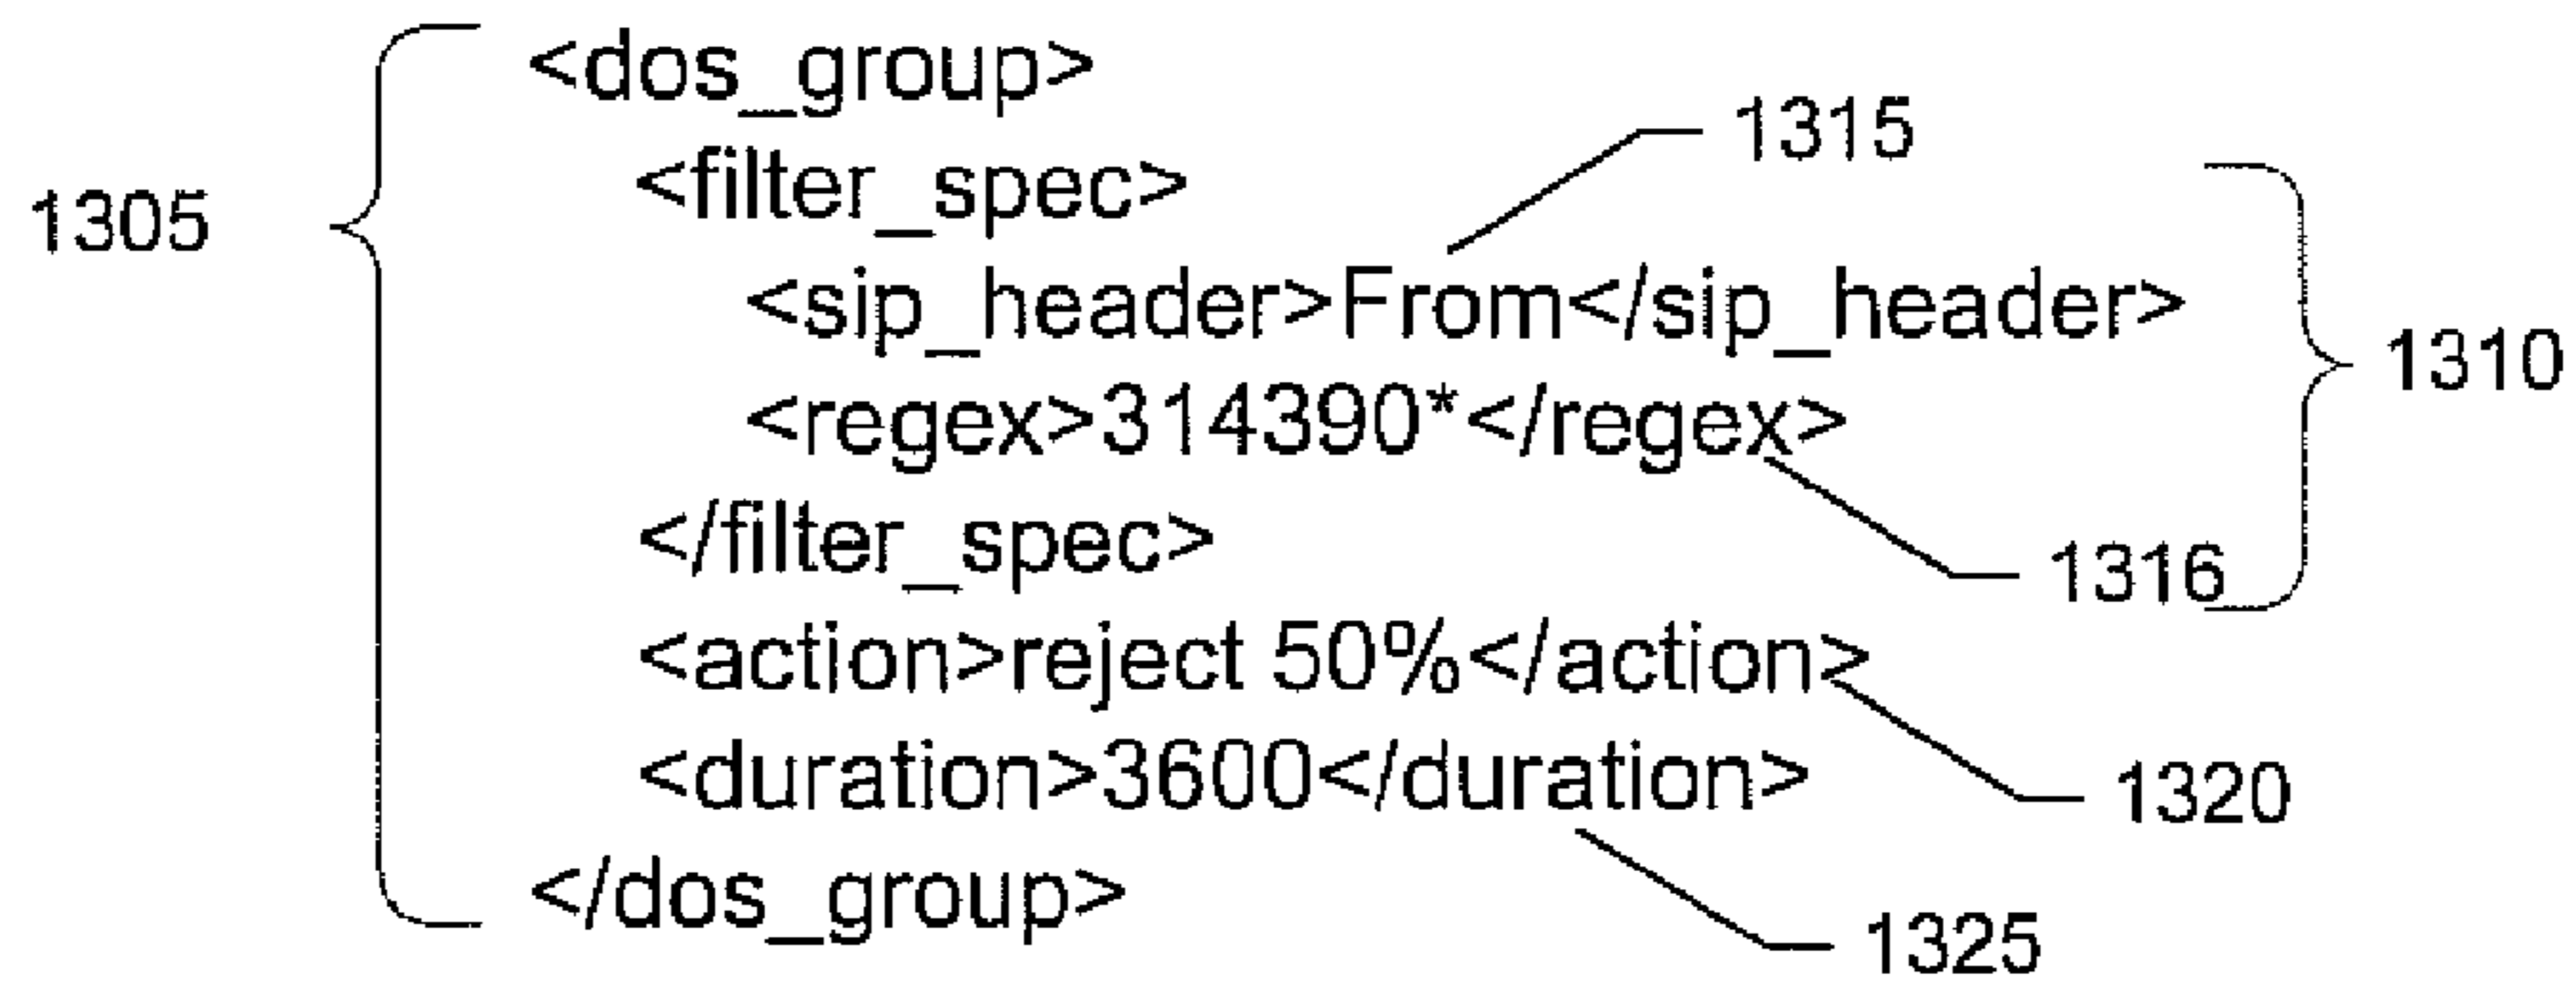 <dos_group>
1315
<filter_spec>
1305
<sip_header>From</sip_header>
1310
<regex>314390*</regex>
</filter_spec>
1316
<action>reject 50%</action>
<duration>3600</duration>
1320
</dos_group>
1325